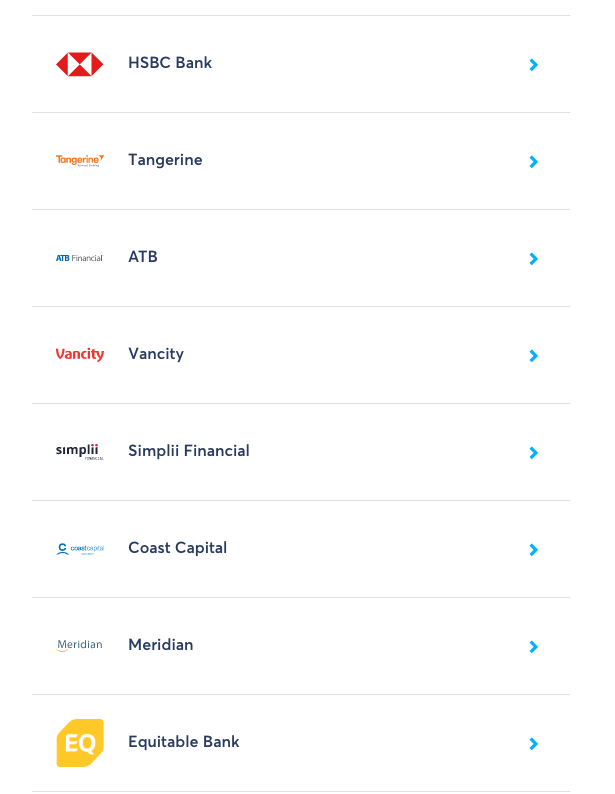 HSBC Bank
Tangerine
Tangerine
ATB Financial
ATB
Vancity
Vancity
simplii
FINANCIAL
Simplii Financial
coastcapital
Coast Capital
Meridian
Meridian
EQ
Equitable Bank